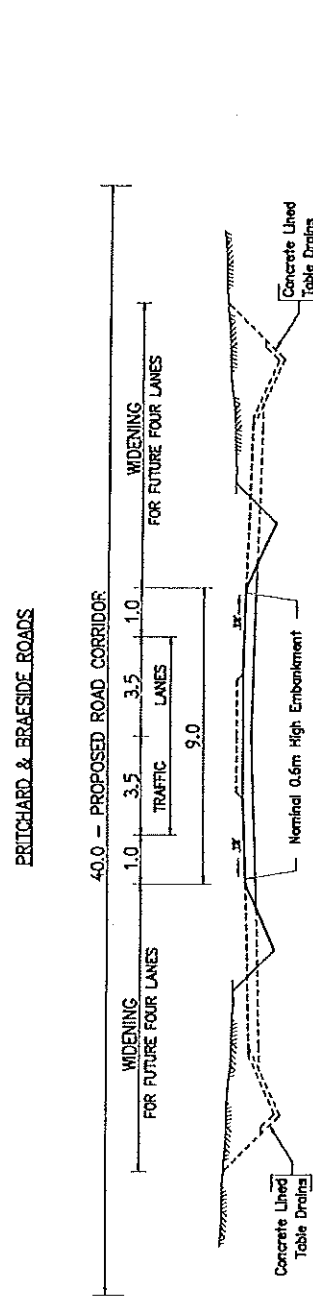 PRITCHARD & BRAESIDE ROADS
40.0 - PROPOSED ROAD CORRIDOR
WIDENING
FOR FUTURE FOUR LANES
1.0
3.5
3.5
1.0
TRAFFIC LANES
9.0
WIDENING
FOR FUTURE FOUR LANES
Concrete Lined
Table Drains
Nominal 0.6m High Embankment
Concrete Lined
Table Drains